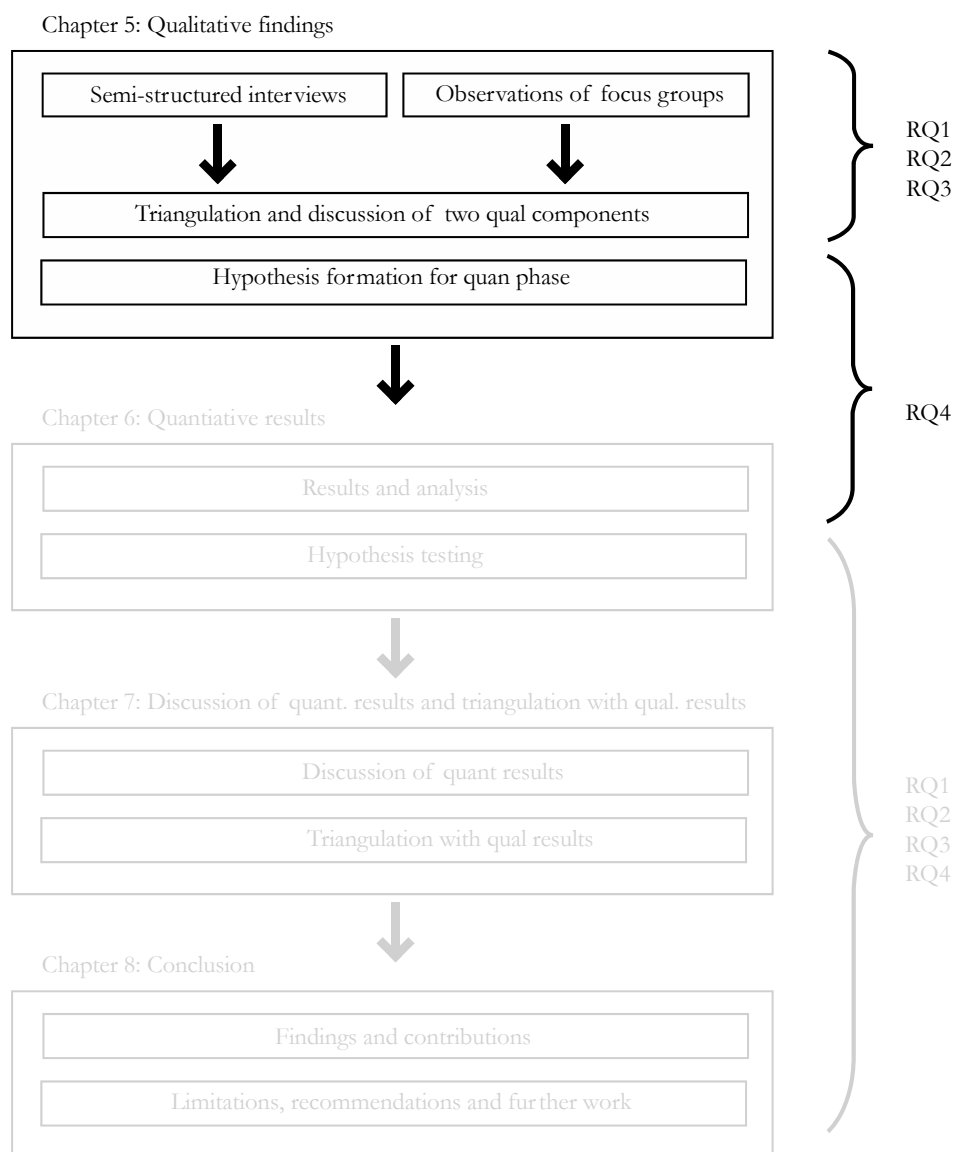 Chapter 5: Qualitative findings
Semi-structured interviews
Observations of focus groups
RQ1
RQ2
RQ3
Triangulation and discussion of two qual components
Hypothesis formation for quan phase
RQ4
Chapter 6: Quantiative results
Results and analysis
Hypothesis testing
Chapter 7: Discussion of quant. results and triangulation with qual. results
Discussion of quant results
Triangulation with qual results
RQ1
RQ2
RQ3
RQ4
Chapter 8: Conclusion
Findings and contributions
Limitations, recommendations and further work